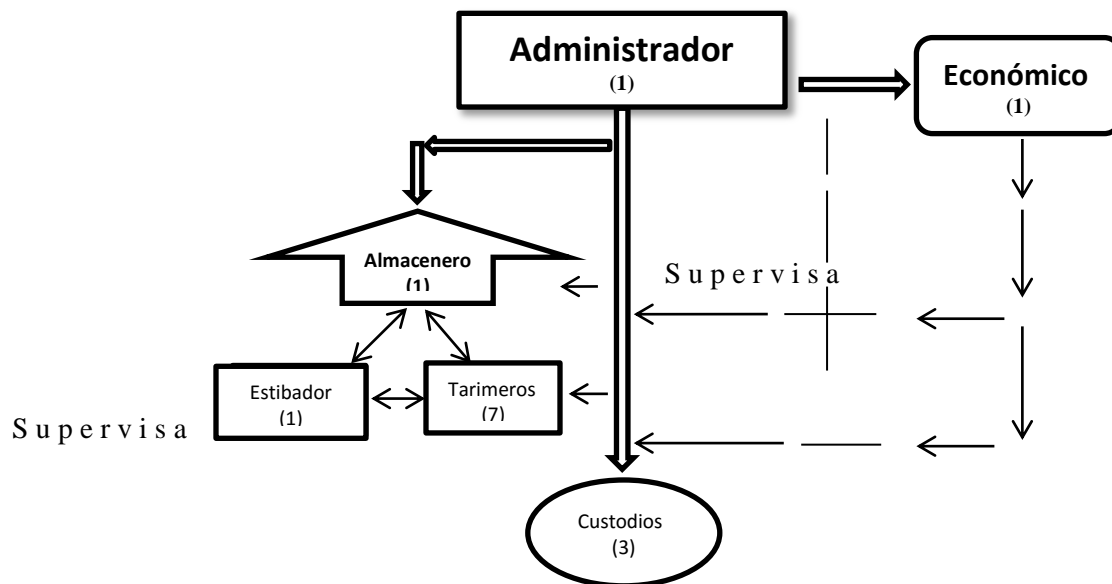 Administrador
(1)
Económico
(1)
Almacenero
(1)
Supervisa
Estibador
(1)
Tarimeros
(7)
Supervisa
Custodios
(3)